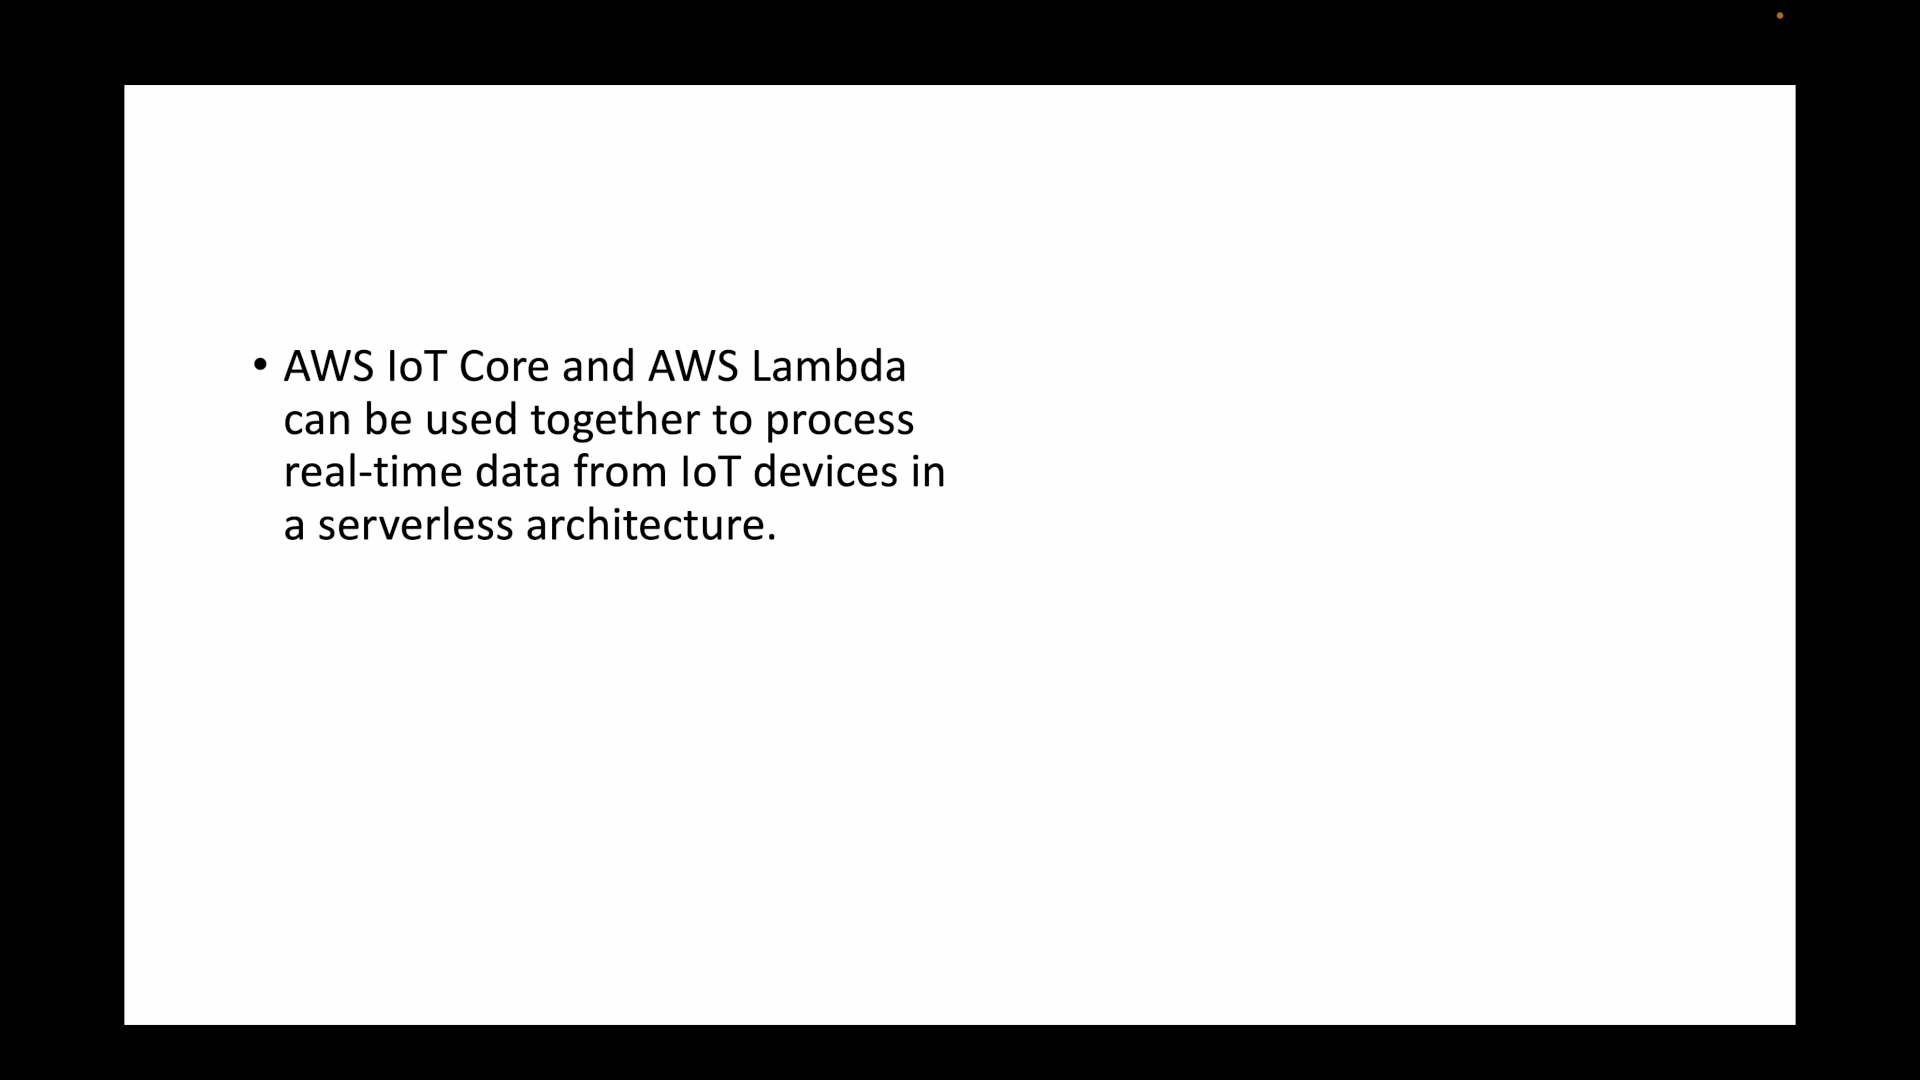 • AWS IoT Core and AWS Lambda
can be used together to process
real-time data from IoT devices in
a serverless architecture.